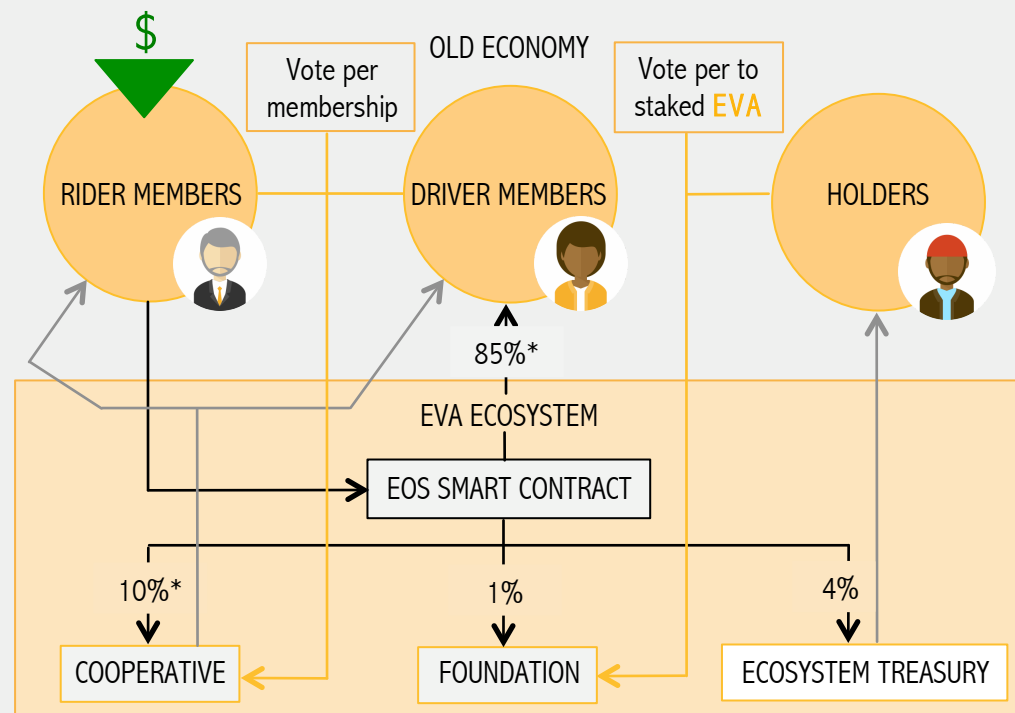 $
OLD ECONOMY
Vote per
membership
Vote per to
staked EVA
RIDER MEMBERS
DRIVER MEMBERS
HOLDERS
85%*
EVA ECOSYSTEM
EOS SMART CONTRACT
10%*
1%
4%
COOPERATIVE
FOUNDATION
ECOSYSTEM TREASURY